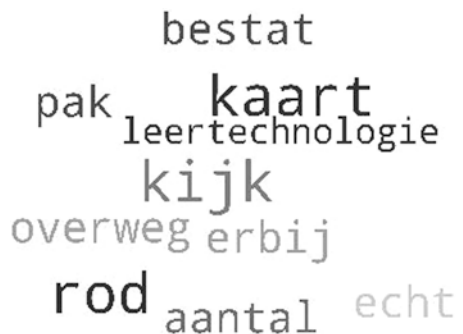 bestat
pak kaart
leertechnologie
kijk
overweg erbij
rod aantal echt